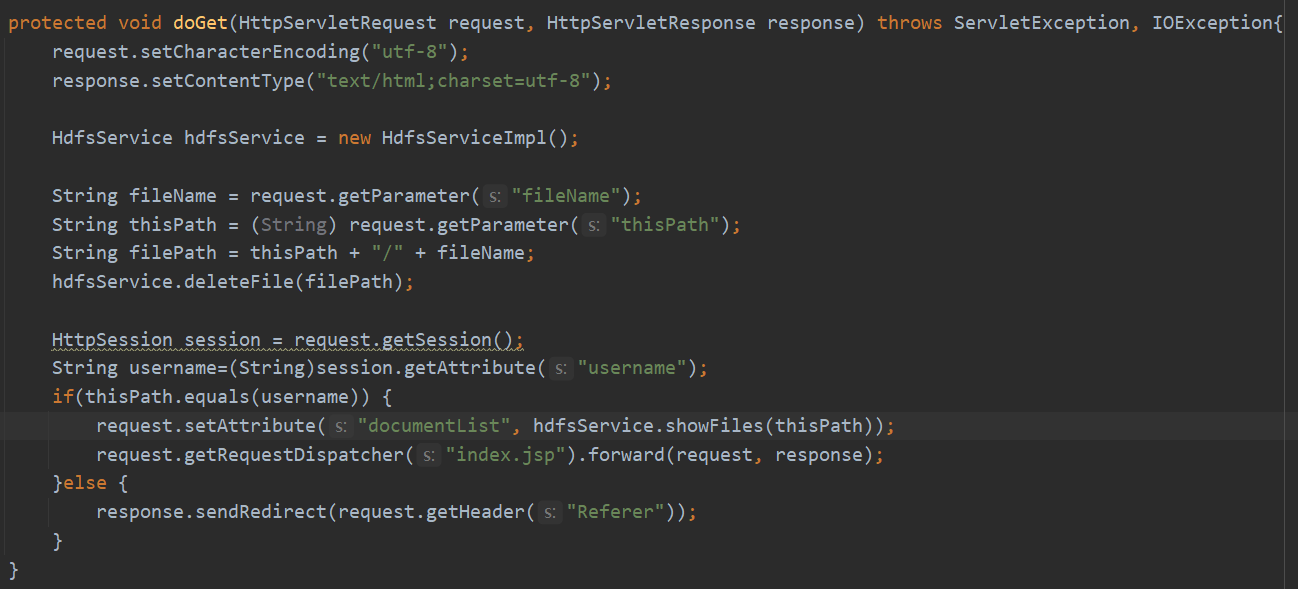 protected void doGet(HttpServletRequest request, HttpServletResponse response) throws ServletException, IOException{
    request.setCharacterEncoding("utf-8");
    response.setContentType("text/html;charset=utf-8");

    HdfsService hdfsService = new HdfsServiceImpl();

    String fileName = request.getParameter( s: "fileName");
    String thisPath = (String) request.getParameter( s: "thisPath");
    String filePath = thisPath + "/" + fileName;
    hdfsService.deleteFile(filePath);

    HttpSession session = request.getSession();
    String username=(String)session.getAttribute( s: "username");
    if(thisPath.equals(username)) {
        request.setAttribute( s: "documentList", hdfsService.showFiles(thisPath));
        request.getRequestDispatcher( s: "index.jsp").forward(request, response);
    }else {
        response.sendRedirect(request.getHeader( s: "Referer"));
    }
}